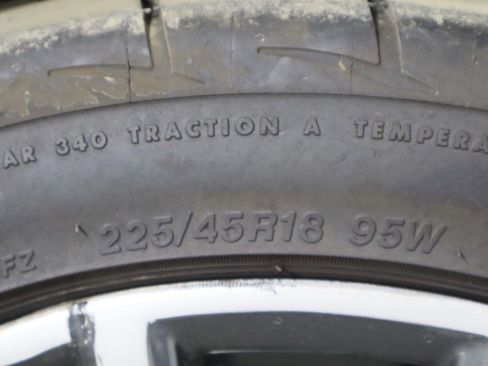 AR 340 TRACTION A TEMPERA
FZ 225/45R18 95W